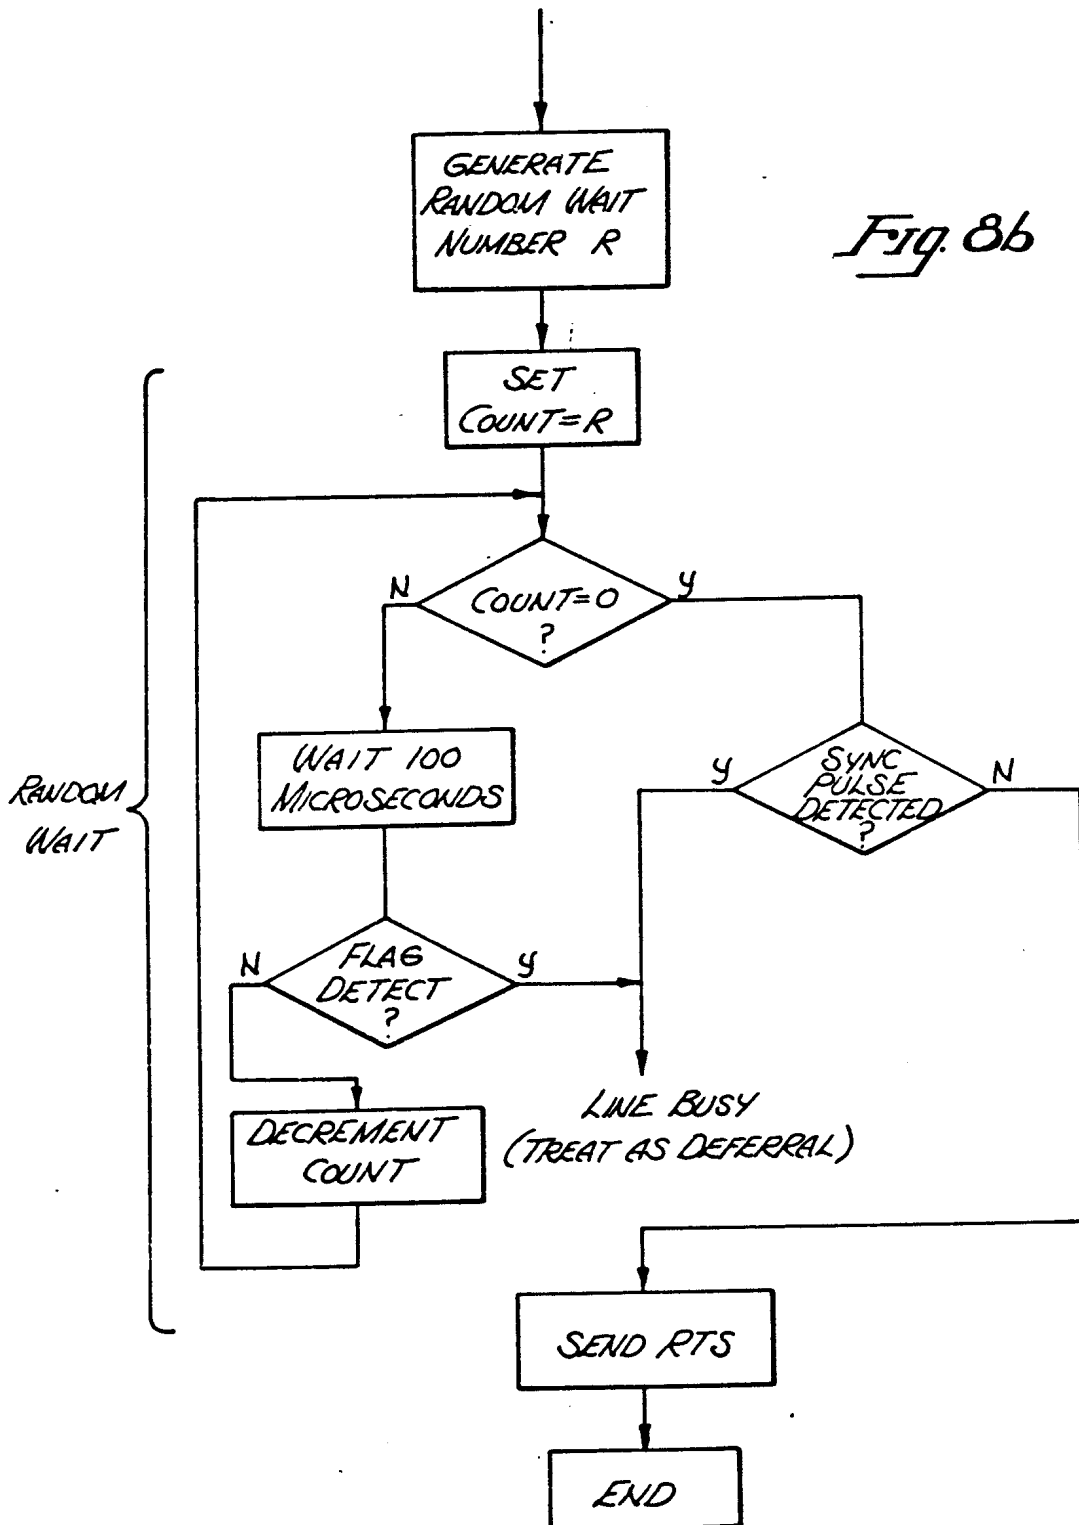 GENERATE
RANDOM WAIT
NUMBER R
Fig. 8b
SET
COUNT=R
N
COUNT=0
?
Y
WAIT 100
MICROSECONDS
Y
SYNC
PULSE
DETECTED
?
N
RANDOM
WAIT
N
FLAG
DETECT
?
Y
DECREMENT
COUNT
LINE BUSY
(TREAT AS DEFERRAL)
SEND RTS
END